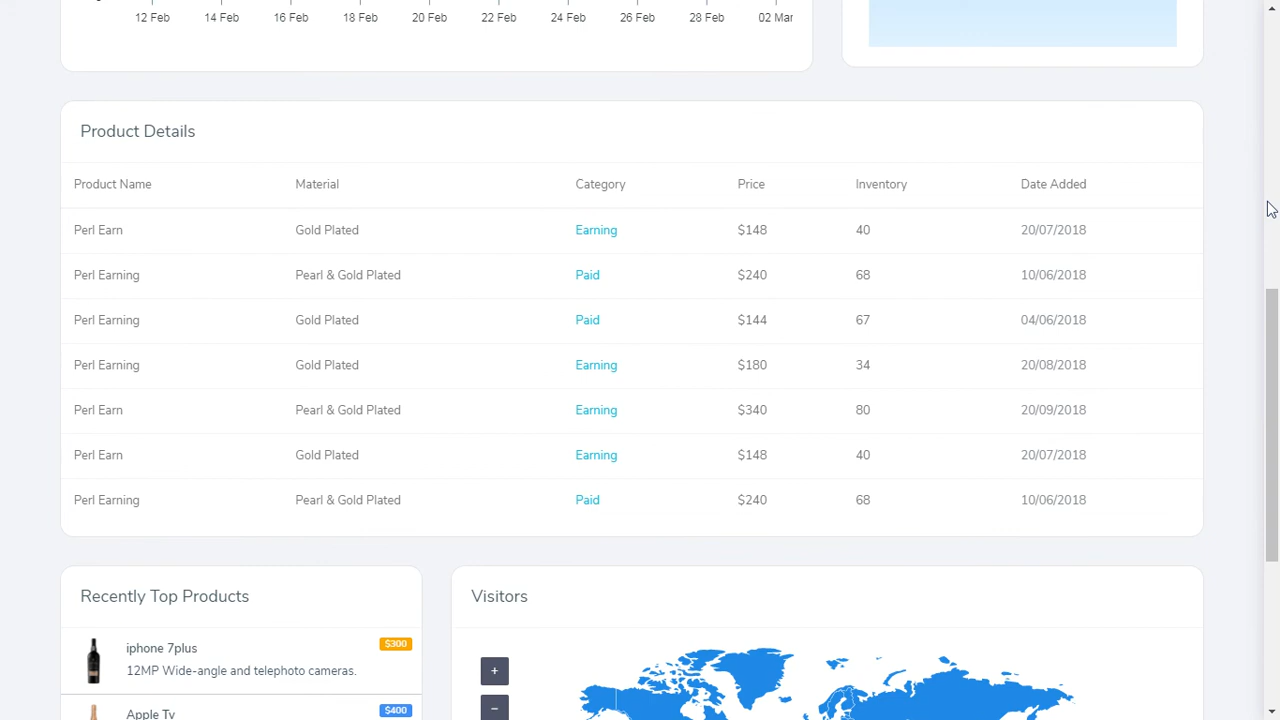 12 Feb 14 Feb 16 Feb 18 Feb 20 Feb 22 Feb 24 Feb 26 Feb 28 Feb 02 Mar
Product Details
Product Name Material Category Price Inventory Date Added
Perl Earn Gold Plated Earning $148 40 20/07/2018
Perl Earning Pearl & Gold Plated Paid $240 68 10/06/2018
Perl Earning Gold Plated Paid $144 67 04/06/2018
Perl Earning Gold Plated Earning $180 34 20/08/2018
Perl Earn Pearl & Gold Plated Earning $340 80 20/09/2018
Perl Earn Gold Plated Earning $148 40 20/07/2018
Perl Earning Pearl & Gold Plated Paid $240 68 10/06/2018
Recently Top Products
iphone 7plus $300
12MP Wide-angle and telephoto cameras.
Apple Tv $400
Visitors
+
−